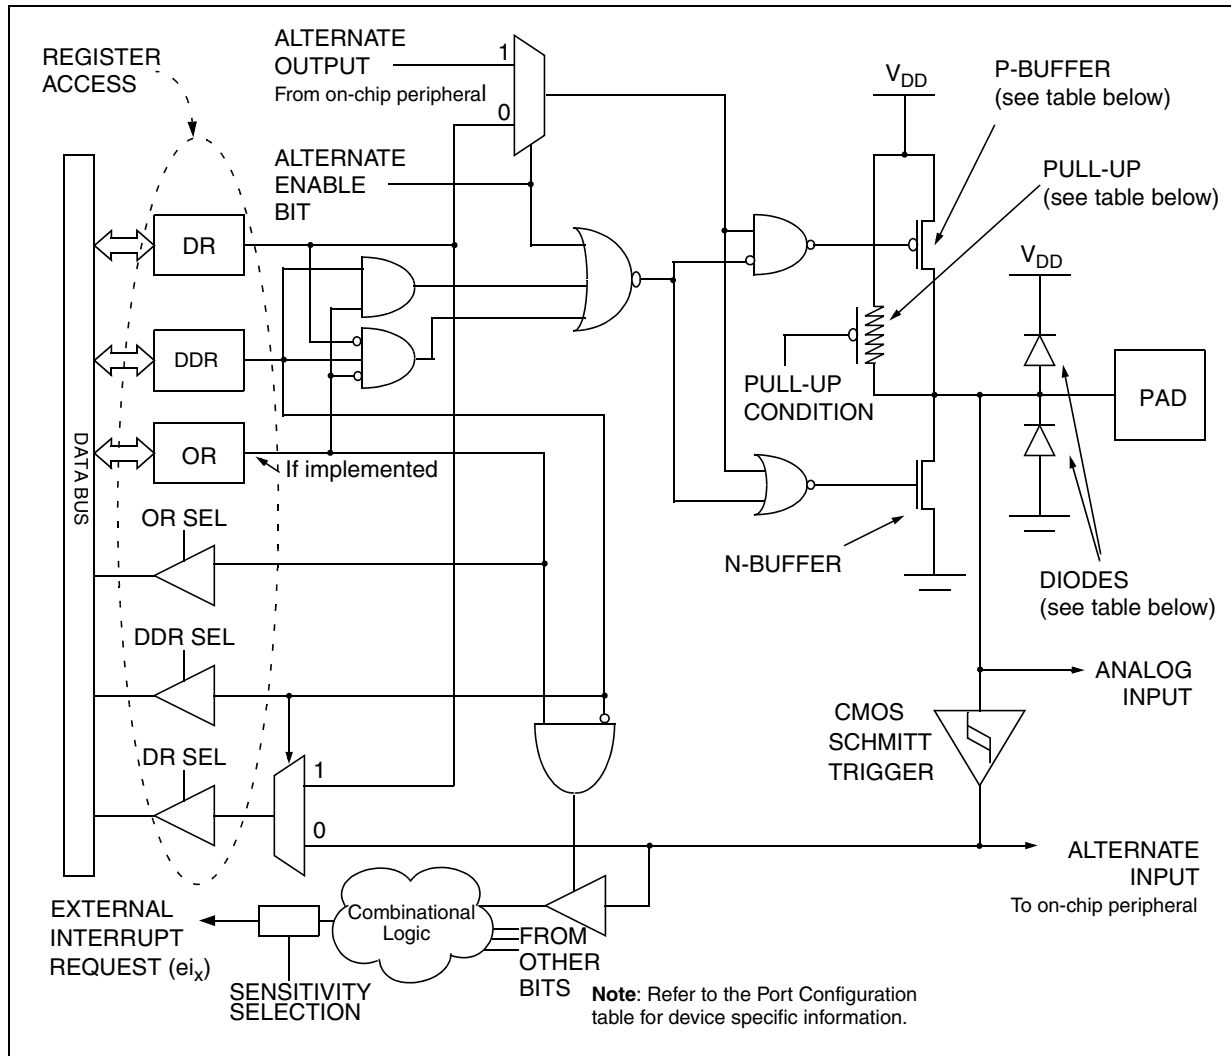 REGISTER
ACCESS
ALTERNATE
OUTPUT
From on-chip peripheral
1
0
ALTERNATE
ENABLE
BIT
VDD
P-BUFFER
(see table below)
PULL-UP
(see table below)
VDD
DR
DDR
OR
If implemented
DATA BUS
PULL-UP
CONDITION
PAD
N-BUFFER
DIODES
(see table below)
OR SEL
DDR SEL
DR SEL
1
0
ANALOG
INPUT
CMOS
SCHMITT
TRIGGER
ALTERNATE
INPUT
To on-chip peripheral
EXTERNAL
INTERRUPT
REQUEST (eix)
Combinational
Logic
FROM
OTHER
BITS
SENSITIVITY
SELECTION
Note: Refer to the Port Configuration
table for device specific information.